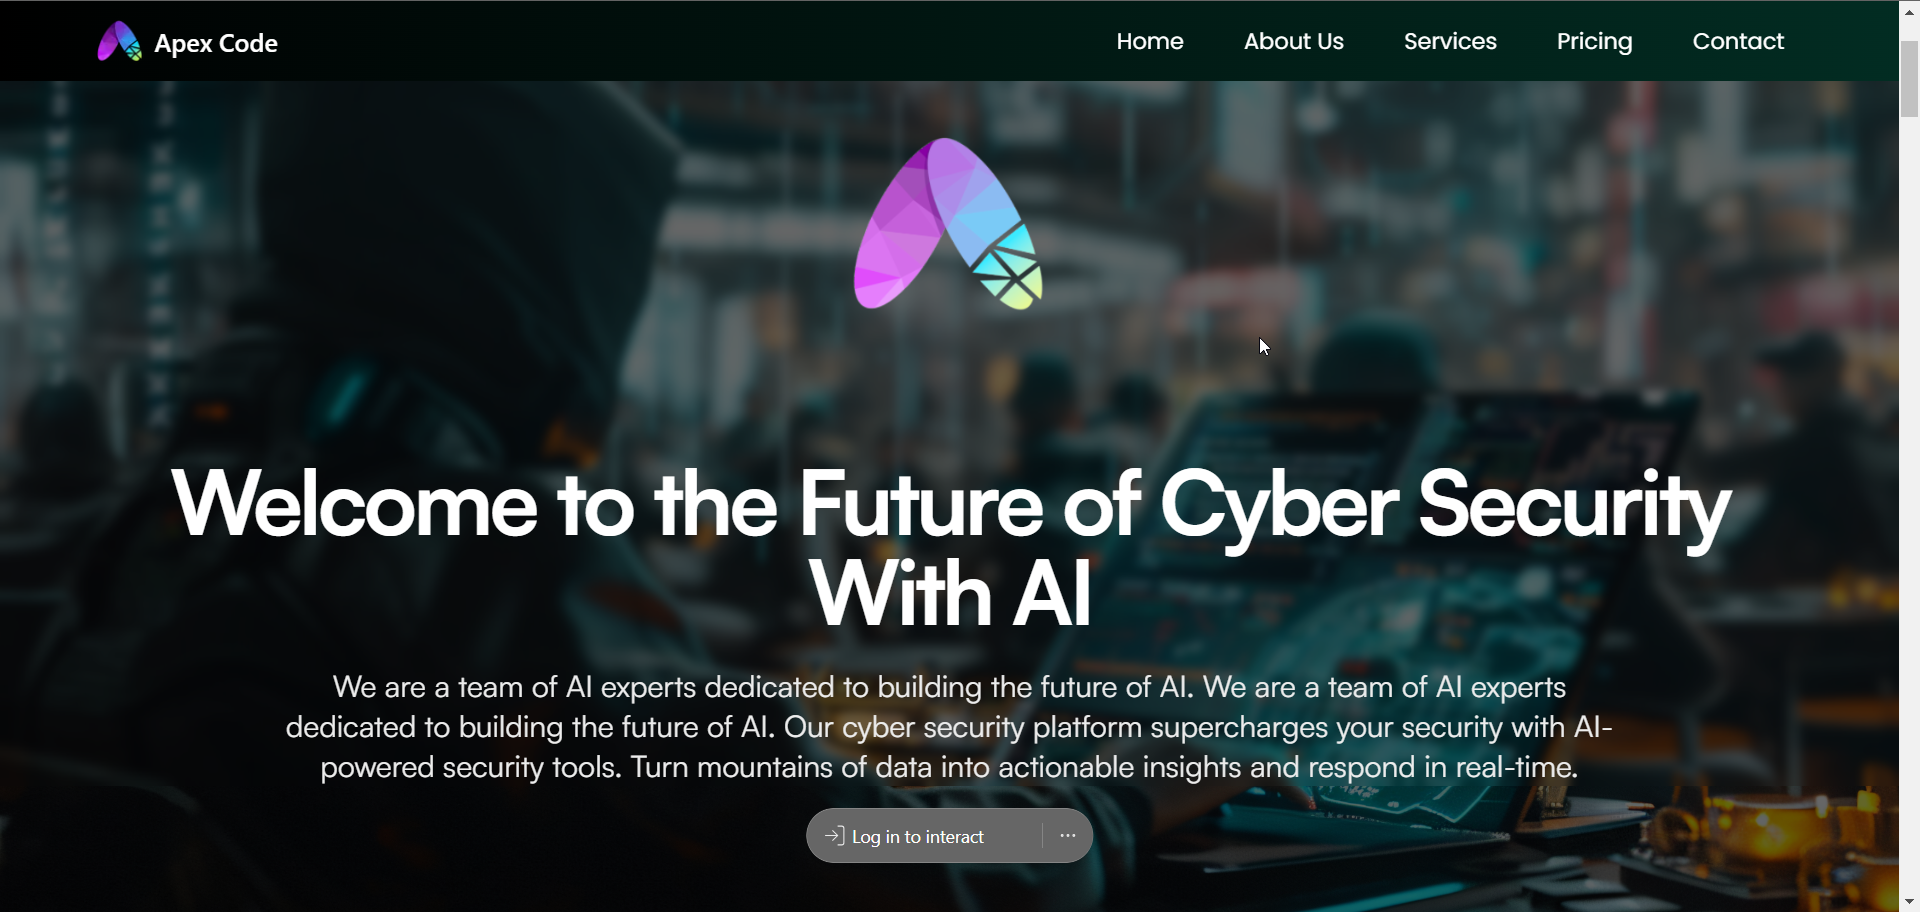 Apex Code
Home About Us Services Pricing Contact
Welcome to the Future of Cyber Security
With AI
We are a team of AI experts dedicated to building the future of AI. We are a team of AI experts
dedicated to building the future of AI. Our cyber security platform supercharges your security with AI-
powered security tools. Turn mountains of data into actionable insights and respond in real-time.
Log in to interact ...